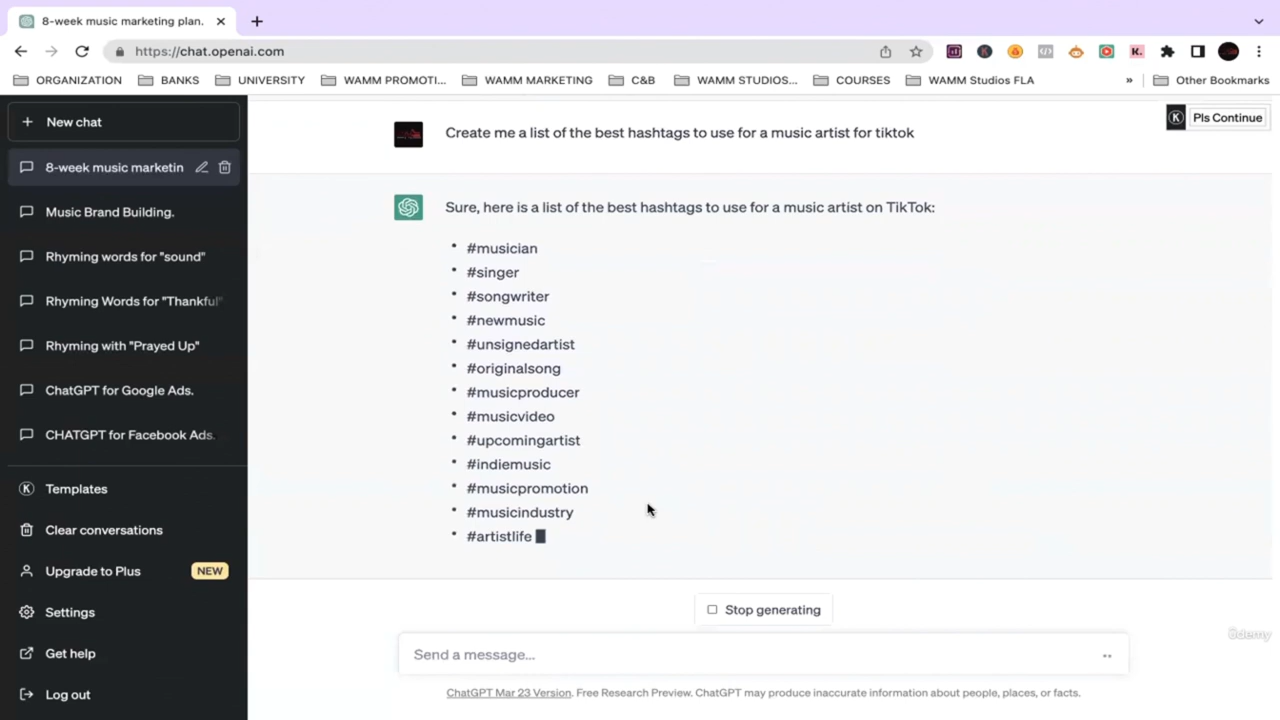 8-week music marketing plan.
https://chat.openai.com
ORGANIZATION
BANKS
UNIVERSITY
WAMM PROMOTI...
WAMM MARKETING
C&B
WAMM STUDIOS...
COURSES
WAMM Studios FLA
»
Other Bookmarks
New chat
8-week music marketin
Music Brand Building.
Rhyming words for "sound"
Rhyming Words for "Thankful"
Rhyming with "Prayed Up"
ChatGPT for Google Ads.
CHATGPT for Facebook Ads.
Templates
Clear conversations
Upgrade to Plus
NEW
Settings
Get help
Log out
K Pls Continue
Create me a list of the best hashtags to use for a music artist for tiktok
Sure, here is a list of the best hashtags to use for a music artist on TikTok:
• #musician
• #singer
• #songwriter
• #newmusic
• #unsignedartist
• #originalsong
• #musicproducer
• #musicvideo
• #upcomingartist
• #indiemusic
• #musicpromotion
• #musicindustry
• #artistlife
Stop generating
Send a message...
ChatGPT Mar 23 Version. Free Research Preview. ChatGPT may produce inaccurate information about people, places, or facts.
ûdemy